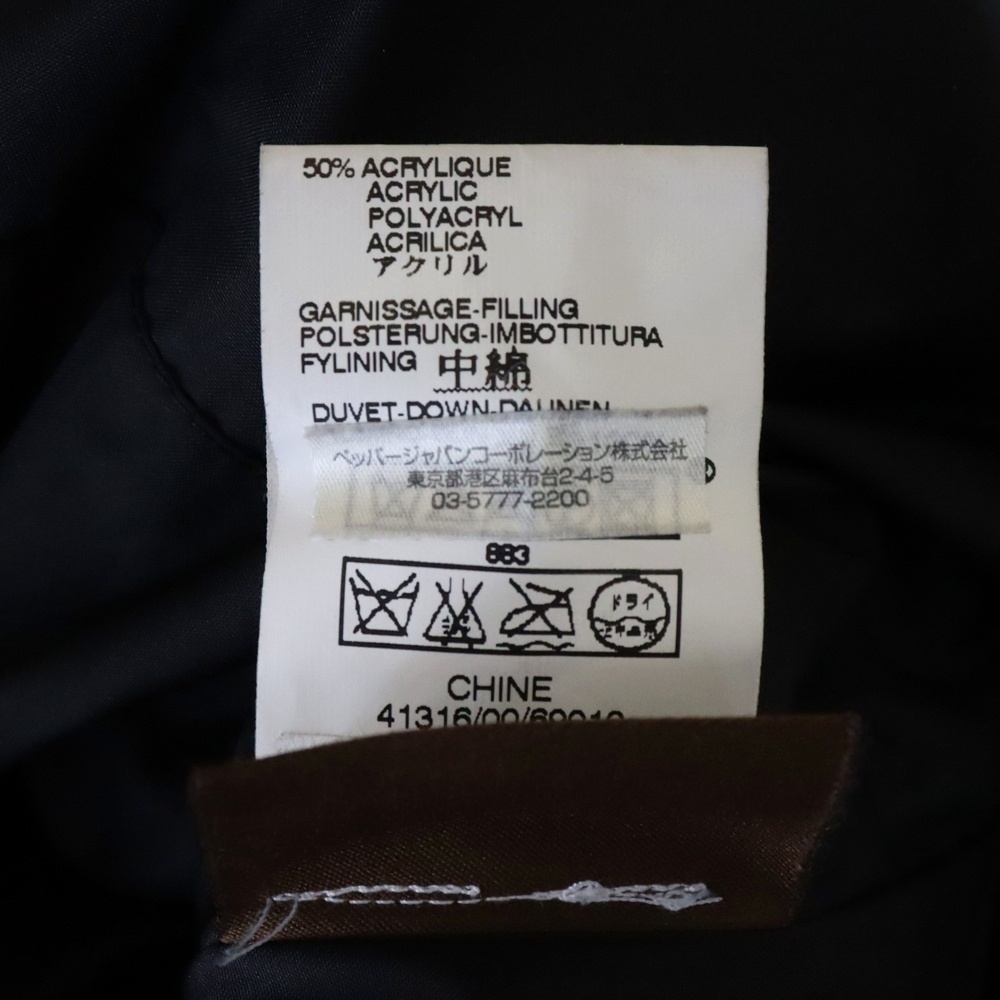 50% ACRYLIQUE
ACRYLIC
POLYACRYL
ACRILICA
アクリル
GARNISSAGE-FILLING
POLSTERUNG-IMBOTTITURA
FYLINING 中綿
DUVET-DOWN-DAUNEN
ペッパージャパンコーポレーション株式会社
東京都港区麻布台2-4-5
03-5777-2200
883
ドライ
CHINE
41316/00/69010